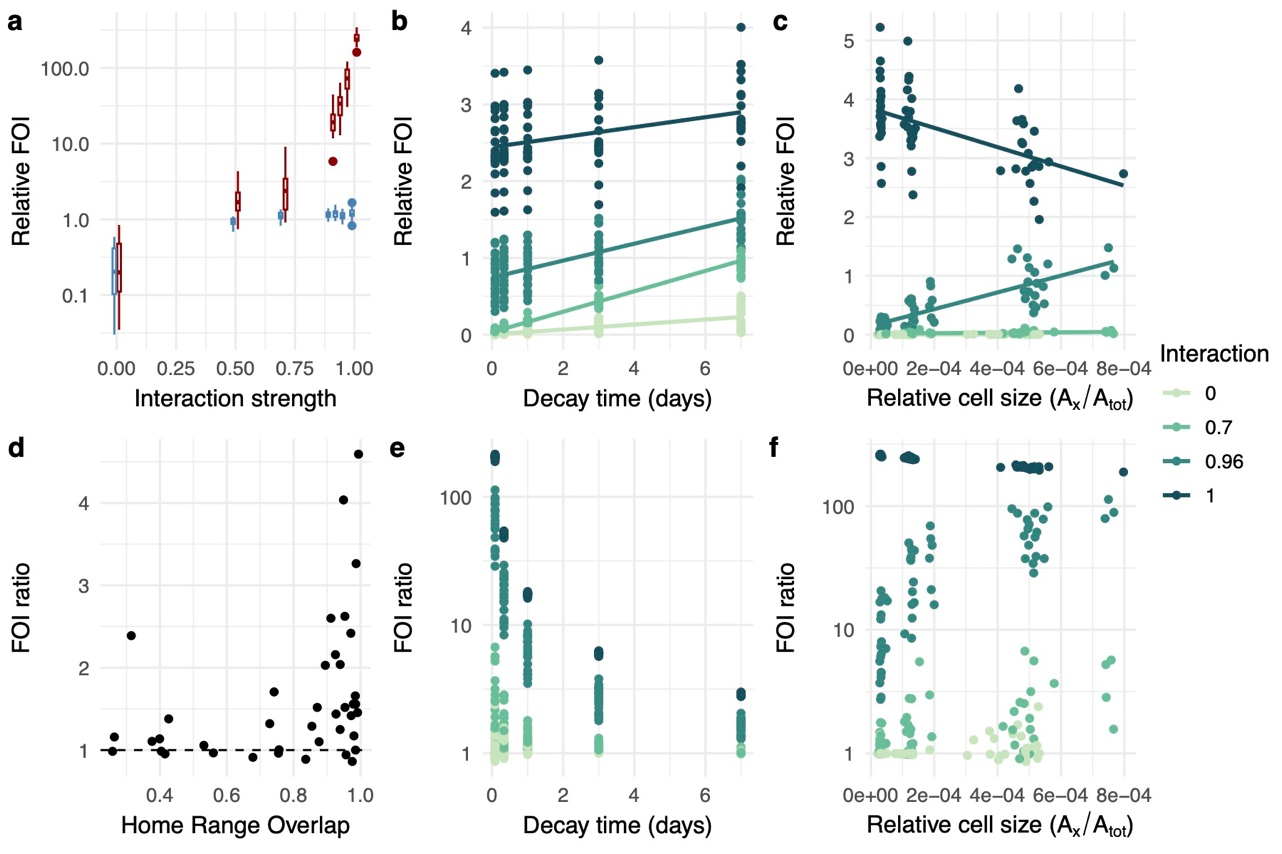 a
Relative FOI
100.0
10.0
1.0
0.1
0.00 0.25 0.50 0.75 1.00
Interaction strength
b
Relative FOI
4
3
2
1
0
0 2 4 6
Decay time (days)
c
Relative FOI
5
4
3
2
1
0
0e+00 2e-04 4e-04 6e-04 8e-04
Relative cell size (Ax/Atot)
Interaction
0
0.7
0.96
1
d
FOI ratio
4
3
2
1
0.4 0.6 0.8 1.0
Home Range Overlap
e
FOI ratio
100
10
1
0 2 4 6
Decay time (days)
f
FOI ratio
100
10
1
0e+00 2e-04 4e-04 6e-04 8e-04
Relative cell size (Ax/Atot)